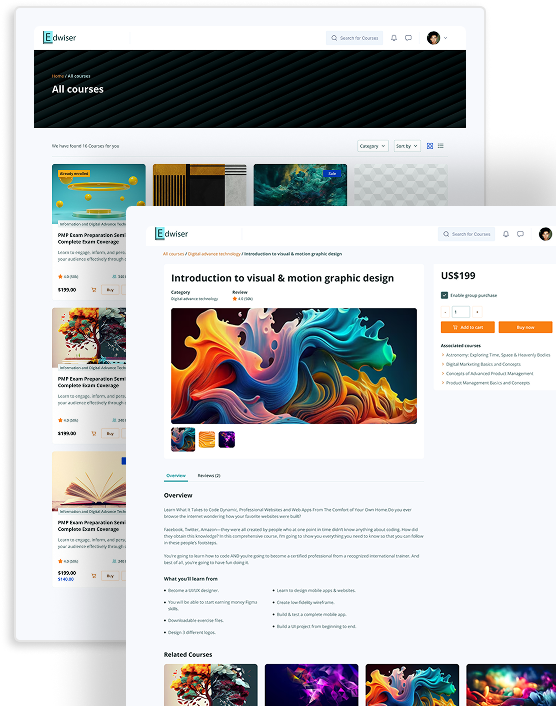 Edwiser
Search for Courses
Home / All courses
All courses
We have found 16 Courses for you
Category
Sort by
Already enrolled
Sale
Information and Digital Advance Technology
PMP Exam Preparation Semi
Complete Exam Coverage
Learn to engage, inform, and pers
your audience effectively through s
4.9 (50k)
$199.00
Buy
PMP Exam Preparation Semi
Complete Exam Coverage
Learn to engage, inform, and pers
your audience effectively through s
4.9 (50k)
$199.00
Buy
Information and Digital Advance Technology
PMP Exam Preparation Semi
Complete Exam Coverage
Learn to engage, inform, and pers
your audience effectively through s
4.9 (50k)
$199.00
$140.00
Buy
Edwiser
Search for Courses
All courses / Digital advance technology / Introduction to visual & motion graphic design
Introduction to visual & motion graphic design
Category
Digital advance technology
Review
4.9 (50k)
US$199
Enable group purchase
- 1 +
Add to cart
Buy now
Associated courses
Astronomy: Exploring Time, Space & Heavenly Bodies
Digital Marketing Basics and Concepts
Concepts of Advanced Product Management
Product Management Basics and Concepts
Overview
Reviews (2)
Overview
Learn What It Takes to Code Dynamic, Professional Websites and Web Apps From The Comfort of Your Own Home Do you ever
browse the internet wondering how your favorite websites were built?
Facebook, Twitter, Amazon—they were all created by people who at one point in time didn't know anything about coding. How did
they obtain this knowledge? In this comprehensive course, I'm going to show you everything you need to know so that you can follow
in these people's footsteps.
You're going to learn how to code AND you're going to become a certified professional from a recognized international trainer. And
best of all, you're going to have fun doing it.
What you'll learn from
Become a UI/UX designer.
You will be able to start earning money Figma
skills.
Downloadable exercise files.
Design 3 different logos.
Learn to design mobile apps & websites.
Create low-fidelity wireframe.
Build & test a complete mobile app.
Build a UI project from beginning to end.
Related Courses